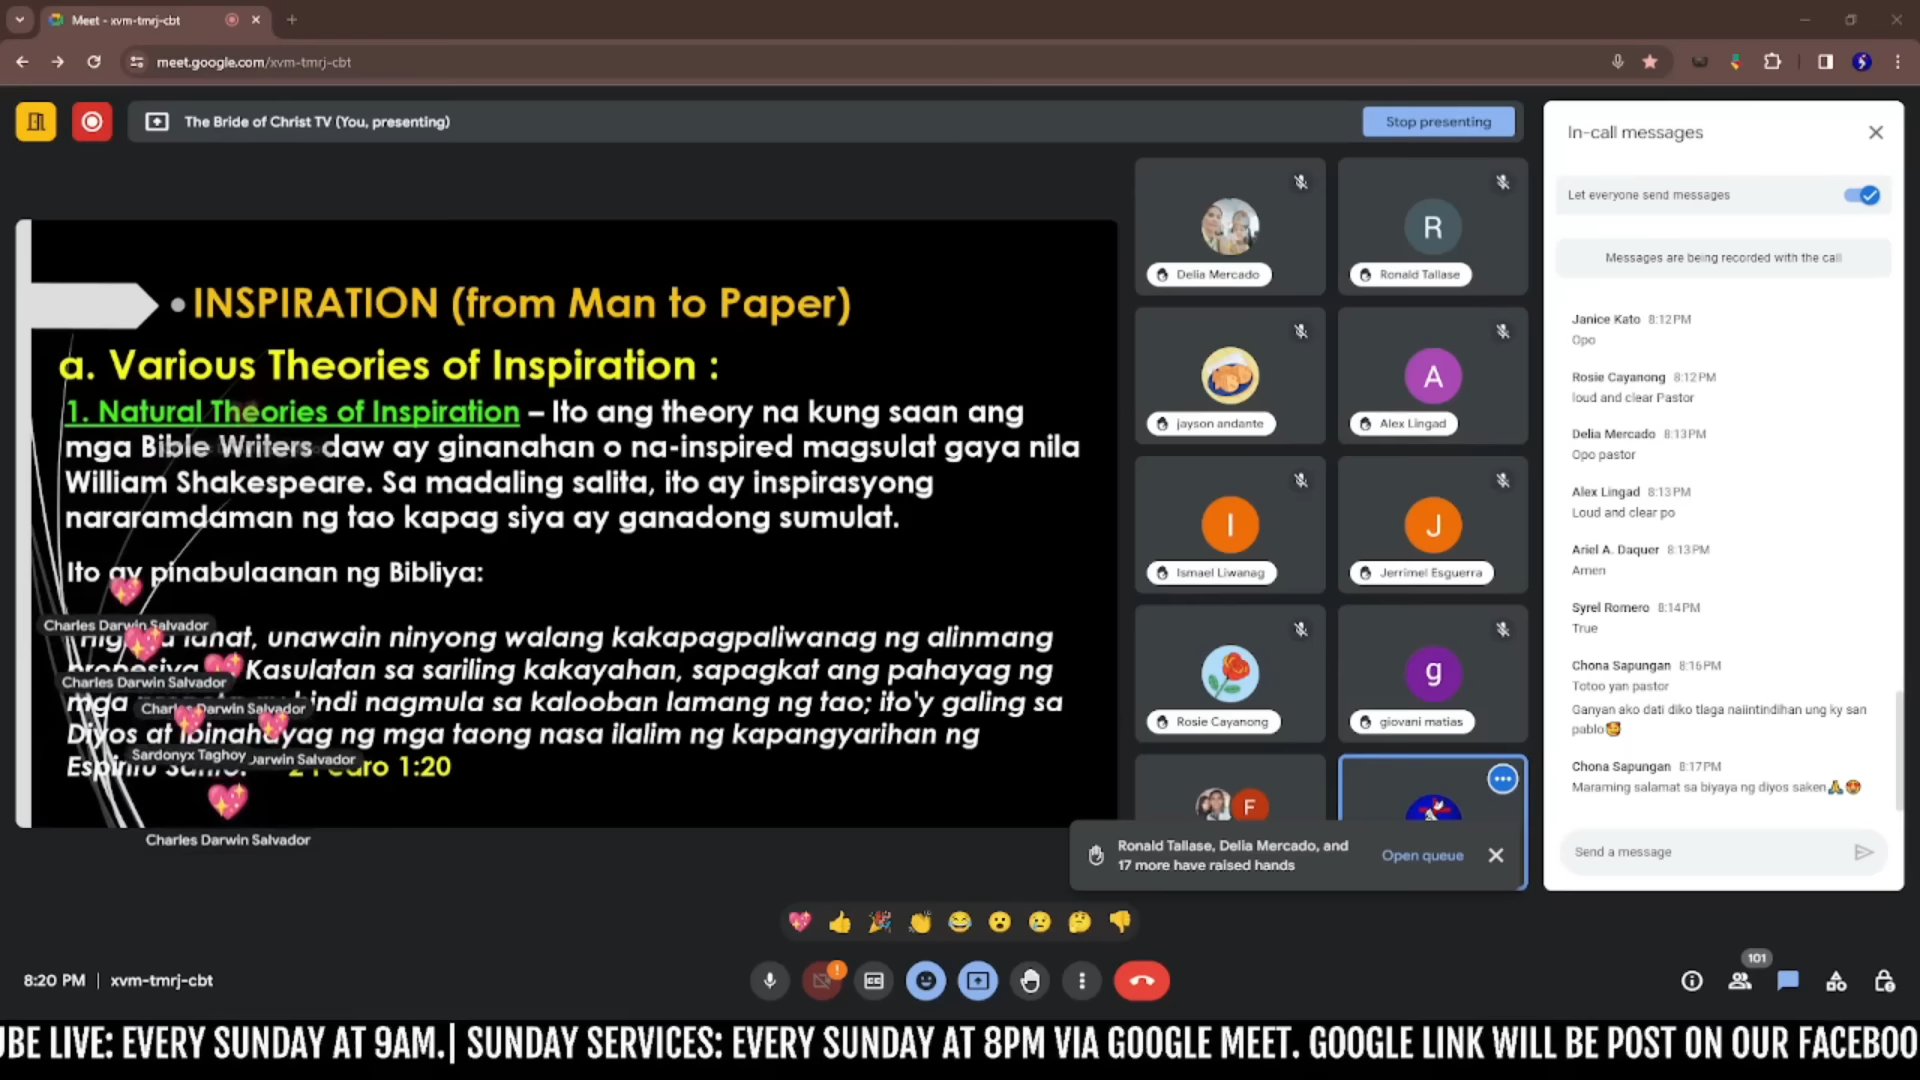 Meet - xvm-tmrj-cbt
meet.google.com/xvm-tmrj-cbt
The Bride of Christ TV (You, presenting)
Stop presenting
INSPIRATION (from Man to Paper)
a. Various Theories of Inspiration :
1. Natural Theories of Inspiration – Ito ang theory na kung saan ang
mga Bible Writers daw ay ginanahan o na-inspired magsulat gaya nila
William Shakespeare. Sa madaling salita, ito ay inspirasyong
nararamdaman ng tao kapag siya ay ganadong sumulat.
Ito ay pinabulaanan ng Bibliya:
lahat, unawain ninyong walang kakapagpaliwanag ng alinmang
Kasulatan sa sariling kakayahan, sapagkat ang pahayag ng
mga hindi nagmula sa kalooban lamang ng tao; ito'y galing sa
Diyos at ipinahayag ng mga taong nasa ilalim ng kapangyarihan ng
Espiritu Santo. 2 Pedro 1:20
Charles Darwin Salvador
Charles Darwin Salvador
Charles Darwin Salvador
Sardonyx Taghoy
Darwin Salvador
Charles Darwin Salvador
Delia Mercado
R
Ronald Tallase
jayson andante
A
Alex Lingad
I
Ismael Liwanag
J
Jerrimel Esguerra
Rosie Cayanong
g
giovani matias
F
Ronald Tallase, Delia Mercado, and
17 more have raised hands
Open queue
In-call messages
Let everyone send messages
Messages are being recorded with the call
Janice Kato 8:12 PM
Opo
Rosie Cayanong 8:12 PM
loud and clear Pastor
Delia Mercado 8:13 PM
Opo pastor
Alex Lingad 8:13 PM
Loud and clear po
Ariel A. Daquer 8:13 PM
Amen
Syrel Romero 8:14 PM
True
Chona Sapungan 8:16 PM
Totoo yan pastor
Ganyan ako dati diko tlaga naiintindihan ung ky san
pablo🥰
Chona Sapungan 8:17 PM
Maraming salamat sa biyaya ng diyos saken🙏😍
Send a message
8:20 PM | xvm-tmrj-cbt
101
UBE LIVE: EVERY SUNDAY AT 9AM.| SUNDAY SERVICES: EVERY SUNDAY AT 8PM VIA GOOGLE MEET. GOOGLE LINK WILL BE POST ON OUR FACEBOO